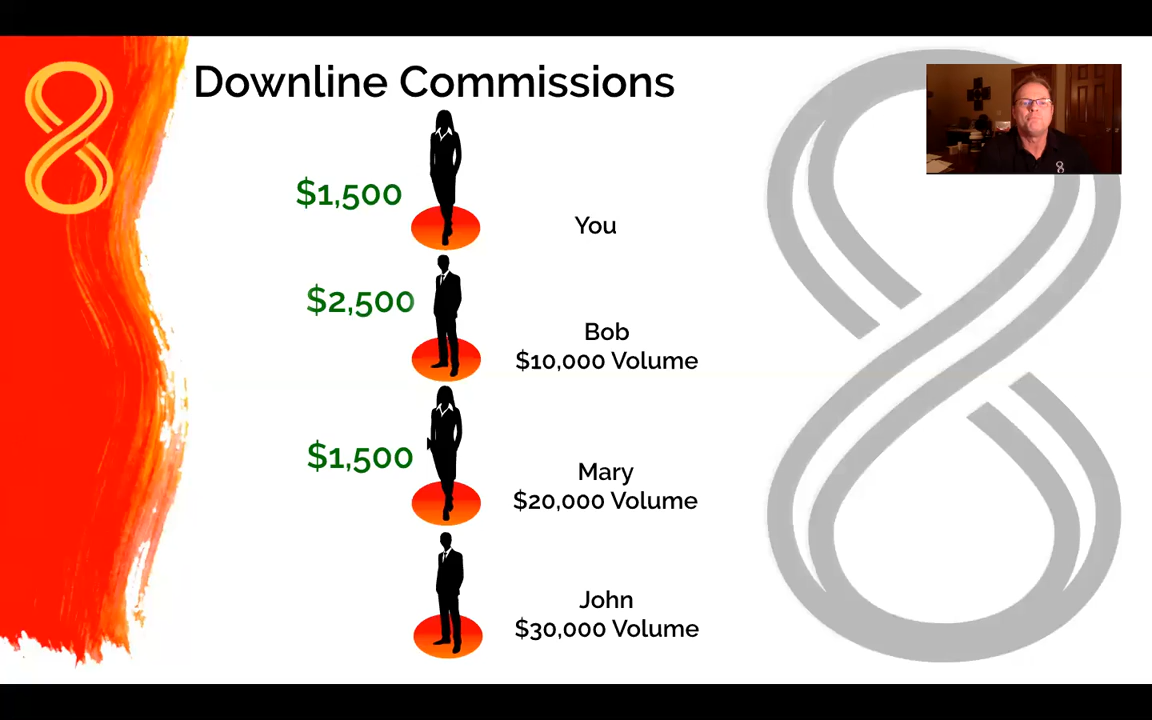 Downline Commissions
$1,500
You
$2,500
Bob
$10,000 Volume
$1,500
Mary
$20,000 Volume
John
$30,000 Volume